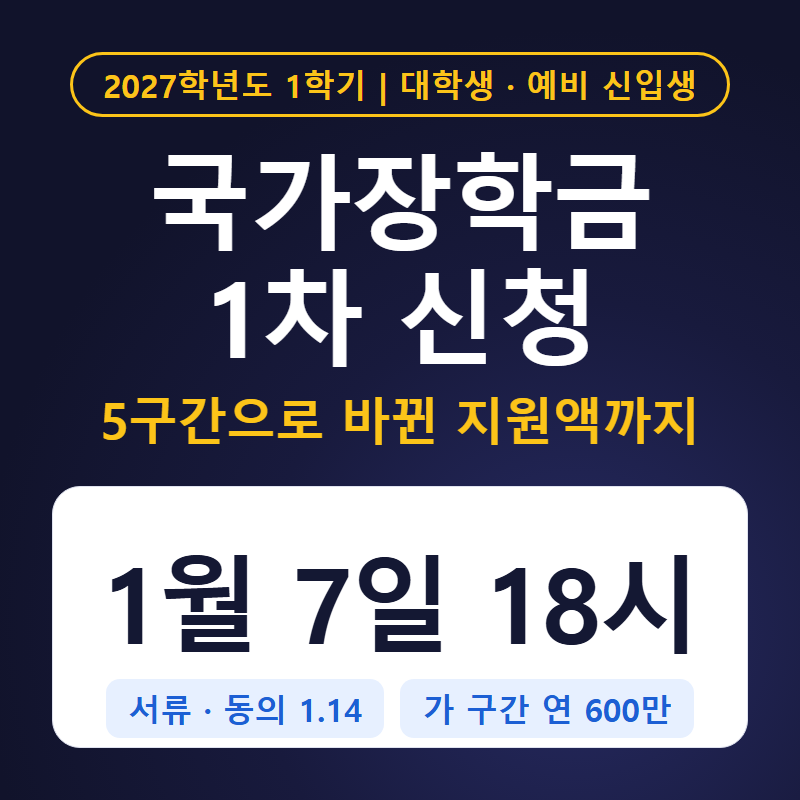 2027학년도 1학기 | 대학생 · 예비 신입생
국가장학금
1차 신청
5구간으로 바뀐 지원액까지
1월 7일 18시
서류 · 동의 1.14
가 구간 연 600만